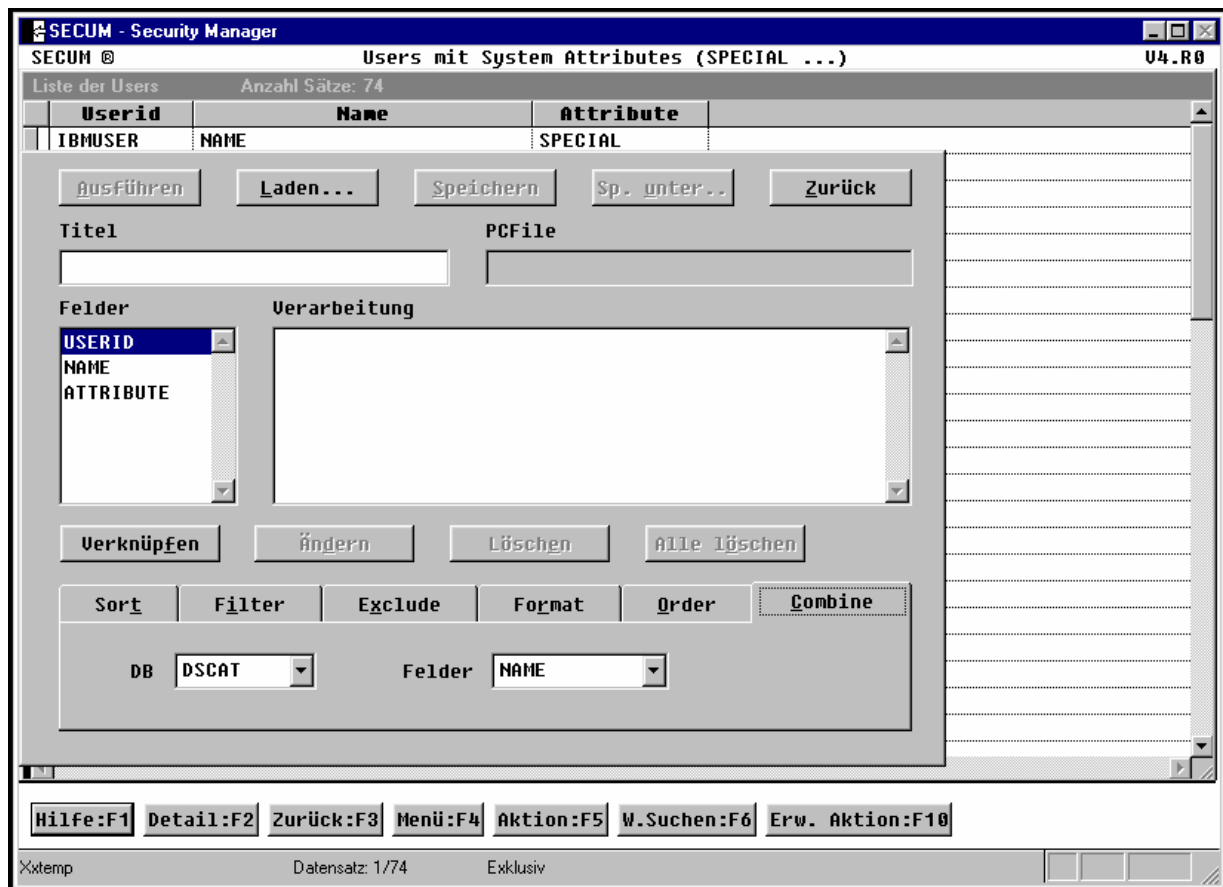 SECUM - Security Manager
SECUM ® Users mit System Attributes (SPECIAL ...) V4.R0
Liste der Users Anzahl Sätze: 74
Userid Name Attribute
IBMUSER NAME SPECIAL
Ausführen Laden... Speichern Sp. unter.. Zurück
Titel PCFile
Felder Verarbeitung
USERID
NAME
ATTRIBUTE
Verknüpfen Ändern Löschen Alle löschen
Sort Filter Exclude Format Order Combine
DB DSCAT Felder NAME
Hilfe:F1 Detail:F2 Zurück:F3 Menü:F4 Aktion:F5 W.Suchen:F6 Erw. Aktion:F10
Xxtemp Datensatz: 1/74 Exklusiv